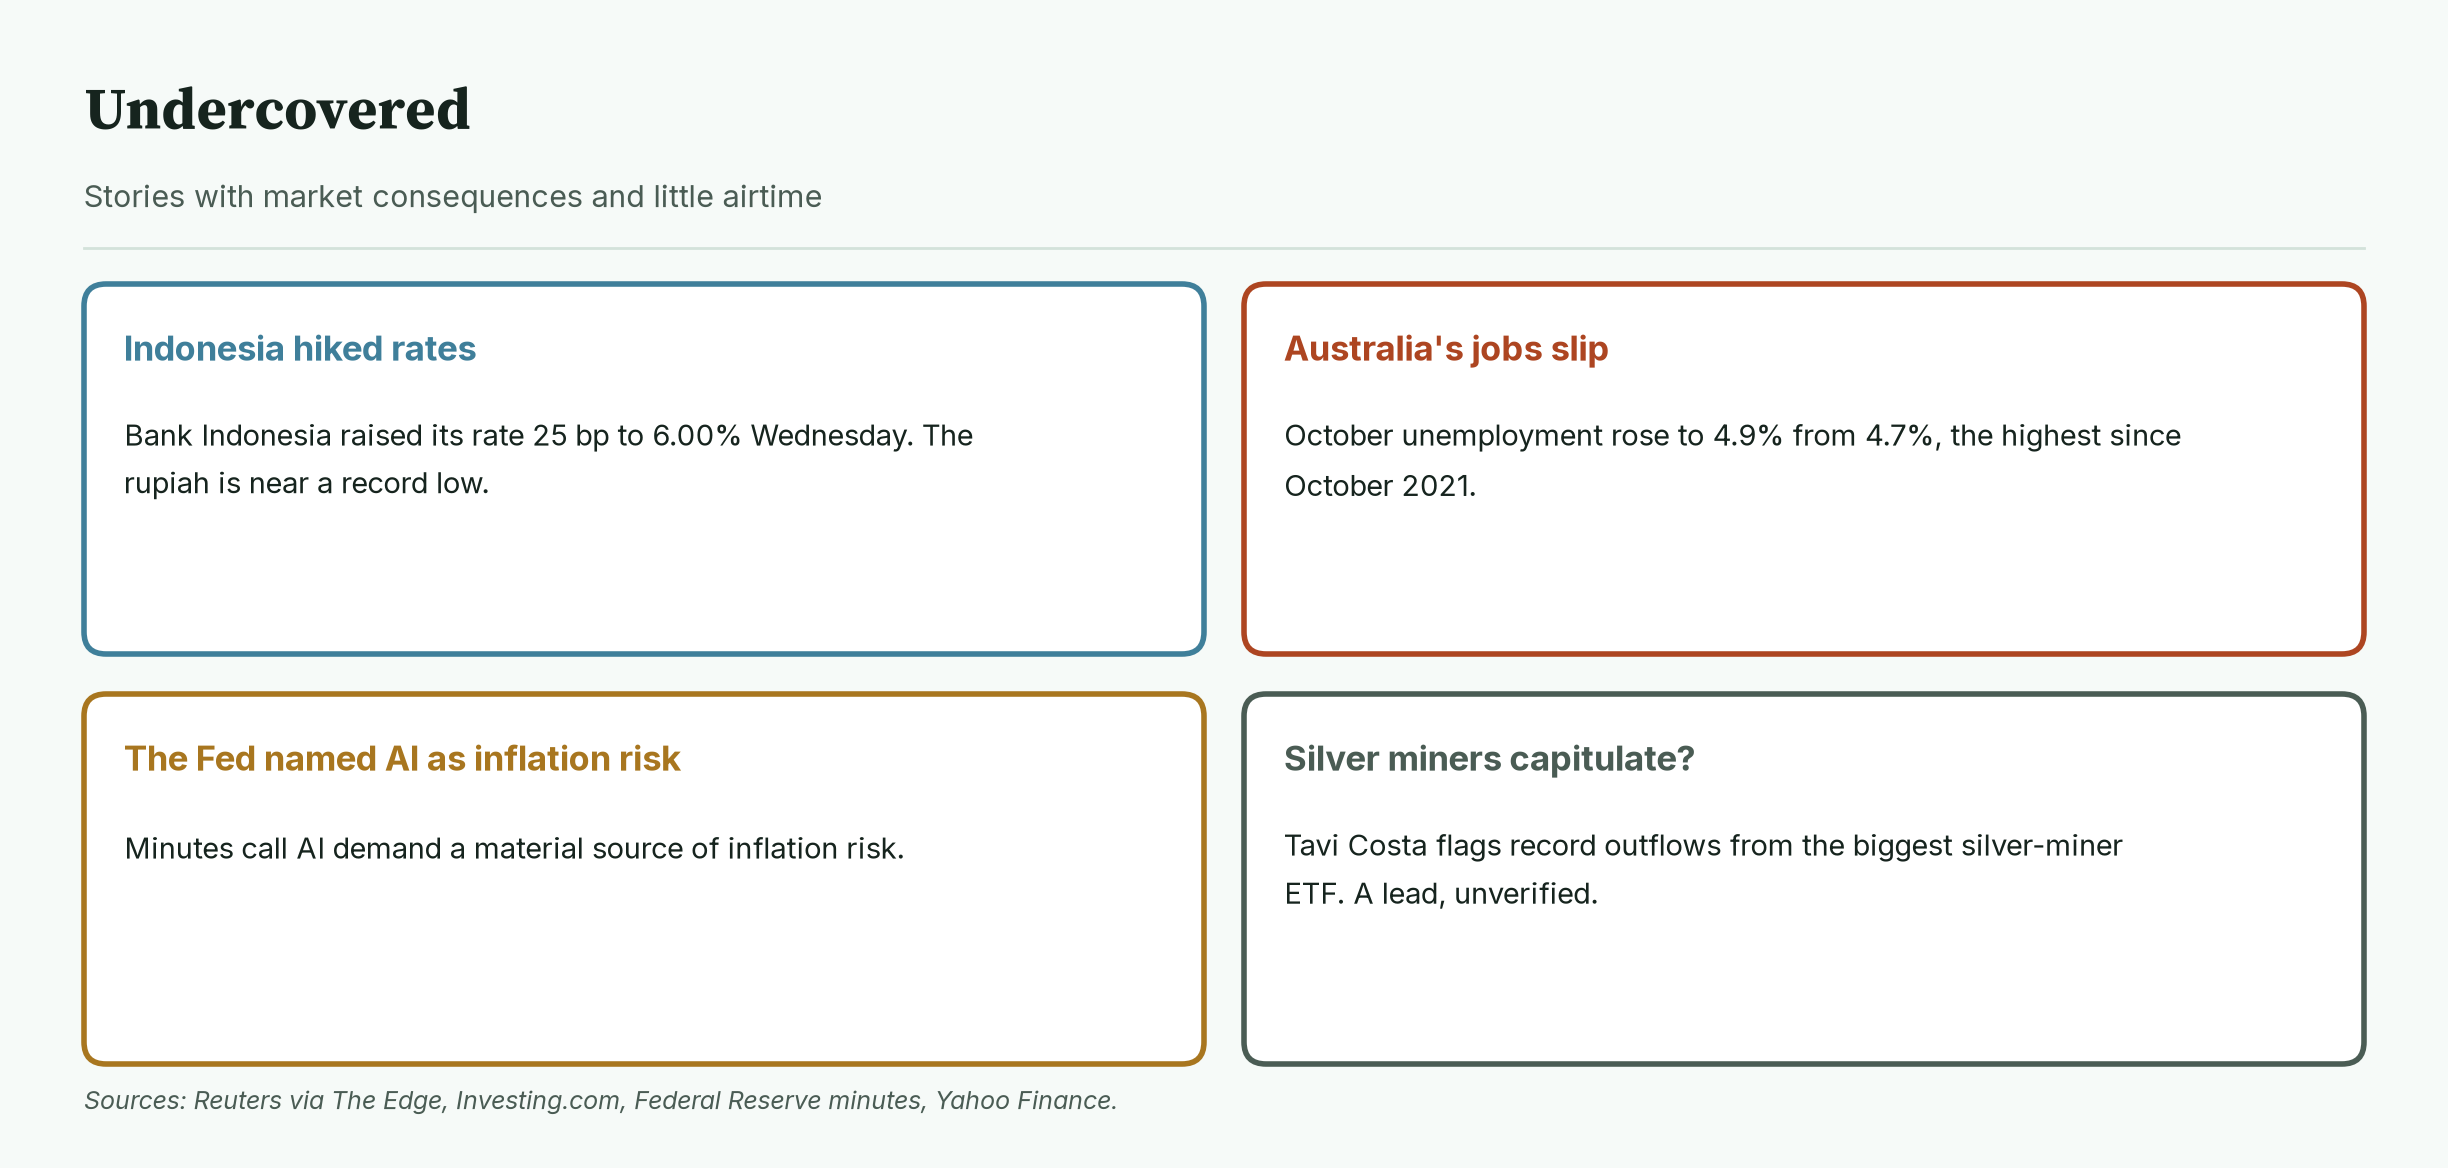 Undercovered
Stories with market consequences and little airtime
Indonesia hiked rates
Bank Indonesia raised its rate 25 bp to 6.00% Wednesday. The
rupiah is near a record low.
Australia's jobs slip
October unemployment rose to 4.9% from 4.7%, the highest since
October 2021.
The Fed named AI as inflation risk
Minutes call AI demand a material source of inflation risk.
Silver miners capitulate?
Tavi Costa flags record outflows from the biggest silver-miner
ETF. A lead, unverified.
Sources: Reuters via The Edge, Investing.com, Federal Reserve minutes, Yahoo Finance.